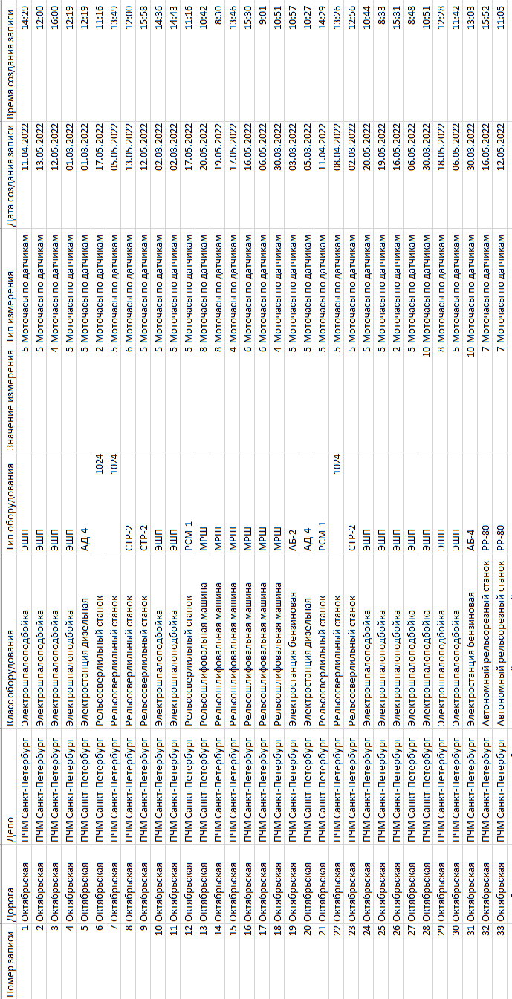 Номер записи Дорога Депо Класс оборудования Тип оборудования Значение измерения Тип измерения Дата создания записи Время создания записи
1 Октябрьская ПЧМ Санкт-Петербург Электрошпалоподбойка ЭШП 5 Моточасы по датчикам 11.04.2022 14:29
2 Октябрьская ПЧМ Санкт-Петербург Электрошпалоподбойка ЭШП 5 Моточасы по датчикам 13.05.2022 12:00
3 Октябрьская ПЧМ Санкт-Петербург Электрошпалоподбойка ЭШП 4 Моточасы по датчикам 12.05.2022 16:00
4 Октябрьская ПЧМ Санкт-Петербург Электрошпалоподбойка ЭШП 5 Моточасы по датчикам 01.03.2022 12:19
5 Октябрьская ПЧМ Санкт-Петербург Электростанция дизельная АД-4 5 Моточасы по датчикам 01.03.2022 12:19
6 Октябрьская ПЧМ Санкт-Петербург Рельсосверлильный станок 1024 2 Моточасы по датчикам 17.05.2022 11:16
7 Октябрьская ПЧМ Санкт-Петербург Рельсосверлильный станок 1024 5 Моточасы по датчикам 05.05.2022 13:49
8 Октябрьская ПЧМ Санкт-Петербург Рельсосверлильный станок СТР-2 6 Моточасы по датчикам 13.05.2022 12:00
9 Октябрьская ПЧМ Санкт-Петербург Рельсосверлильный станок СТР-2 5 Моточасы по датчикам 12.05.2022 15:58
10 Октябрьская ПЧМ Санкт-Петербург Электрошпалоподбойка ЭШП 5 Моточасы по датчикам 02.03.2022 14:36
11 Октябрьская ПЧМ Санкт-Петербург Электрошпалоподбойка ЭШП 5 Моточасы по датчикам 02.03.2022 14:43
12 Октябрьская ПЧМ Санкт-Петербург Рельсосверлильный станок РСМ-1 5 Моточасы по датчикам 17.05.2022 11:16
13 Октябрьская ПЧМ Санкт-Петербург Рельсошлифовальная машина МРШ 8 Моточасы по датчикам 20.05.2022 10:42
14 Октябрьская ПЧМ Санкт-Петербург Рельсошлифовальная машина МРШ 8 Моточасы по датчикам 19.05.2022 8:30
15 Октябрьская ПЧМ Санкт-Петербург Рельсошлифовальная машина МРШ 4 Моточасы по датчикам 17.05.2022 13:46
16 Октябрьская ПЧМ Санкт-Петербург Рельсошлифовальная машина МРШ 6 Моточасы по датчикам 16.05.2022 15:30
17 Октябрьская ПЧМ Санкт-Петербург Рельсошлифовальная машина МРШ 6 Моточасы по датчикам 06.05.2022 9:01
18 Октябрьская ПЧМ Санкт-Петербург Рельсошлифовальная машина МРШ 4 Моточасы по датчикам 30.03.2022 10:51
19 Октябрьская ПЧМ Санкт-Петербург Электростанция бензиновая АБ-2 5 Моточасы по датчикам 03.03.2022 10:57
20 Октябрьская ПЧМ Санкт-Петербург Электростанция дизельная АД-4 5 Моточасы по датчикам 05.03.2022 10:27
21 Октябрьская ПЧМ Санкт-Петербург Рельсосверлильный станок РСМ-1 5 Моточасы по датчикам 11.04.2022 14:29
22 Октябрьская ПЧМ Санкт-Петербург Рельсосверлильный станок 1024 5 Моточасы по датчикам 08.04.2022 13:26
23 Октябрьская ПЧМ Санкт-Петербург Рельсосверлильный станок СТР-2 5 Моточасы по датчикам 02.03.2022 12:56
24 Октябрьская ПЧМ Санкт-Петербург Электрошпалоподбойка ЭШП 5 Моточасы по датчикам 20.05.2022 10:44
25 Октябрьская ПЧМ Санкт-Петербург Электрошпалоподбойка ЭШП 5 Моточасы по датчикам 19.05.2022 8:33
26 Октябрьская ПЧМ Санкт-Петербург Электрошпалоподбойка ЭШП 2 Моточасы по датчикам 16.05.2022 15:31
27 Октябрьская ПЧМ Санкт-Петербург Электрошпалоподбойка ЭШП 5 Моточасы по датчикам 06.05.2022 8:48
28 Октябрьская ПЧМ Санкт-Петербург Электрошпалоподбойка ЭШП 10 Моточасы по датчикам 30.03.2022 10:51
29 Октябрьская ПЧМ Санкт-Петербург Электрошпалоподбойка ЭШП 8 Моточасы по датчикам 18.05.2022 12:28
30 Октябрьская ПЧМ Санкт-Петербург Электрошпалоподбойка ЭШП 5 Моточасы по датчикам 06.05.2022 11:42
31 Октябрьская ПЧМ Санкт-Петербург Электростанция бензиновая АБ-4 10 Моточасы по датчикам 30.03.2022 13:03
32 Октябрьская ПЧМ Санкт-Петербург Автономный рельсорезный станок РР-80 7 Моточасы по датчикам 16.05.2022 15:52
33 Октябрьская ПЧМ Санкт-Петербург Автономный рельсорезный станок РР-80 7 Моточасы по датчикам 12.05.2022 11:05